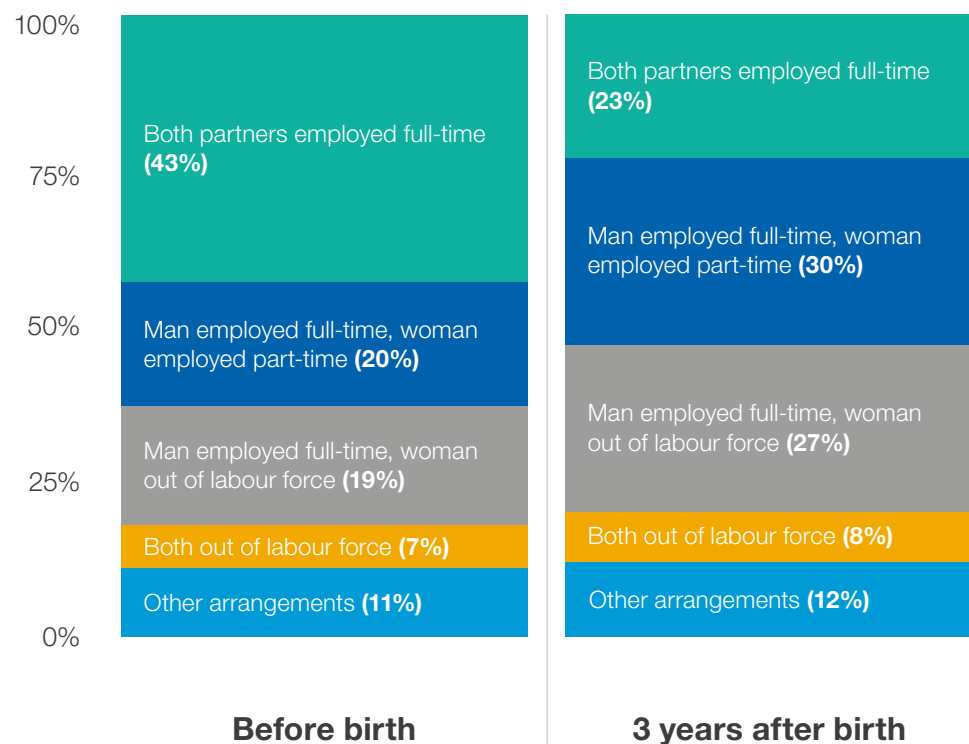 100%
75%
50%
25%
0%
Both partners employed full-time
(43%)
Man employed full-time, woman
employed part-time (20%)
Man employed full-time, woman
out of labour force (19%)
Both out of labour force (7%)
Other arrangements (11%)
Before birth
Both partners employed full-time
(23%)
Man employed full-time, woman
employed part-time (30%)
Man employed full-time, woman
out of labour force (27%)
Both out of labour force (8%)
Other arrangements (12%)
3 years after birth